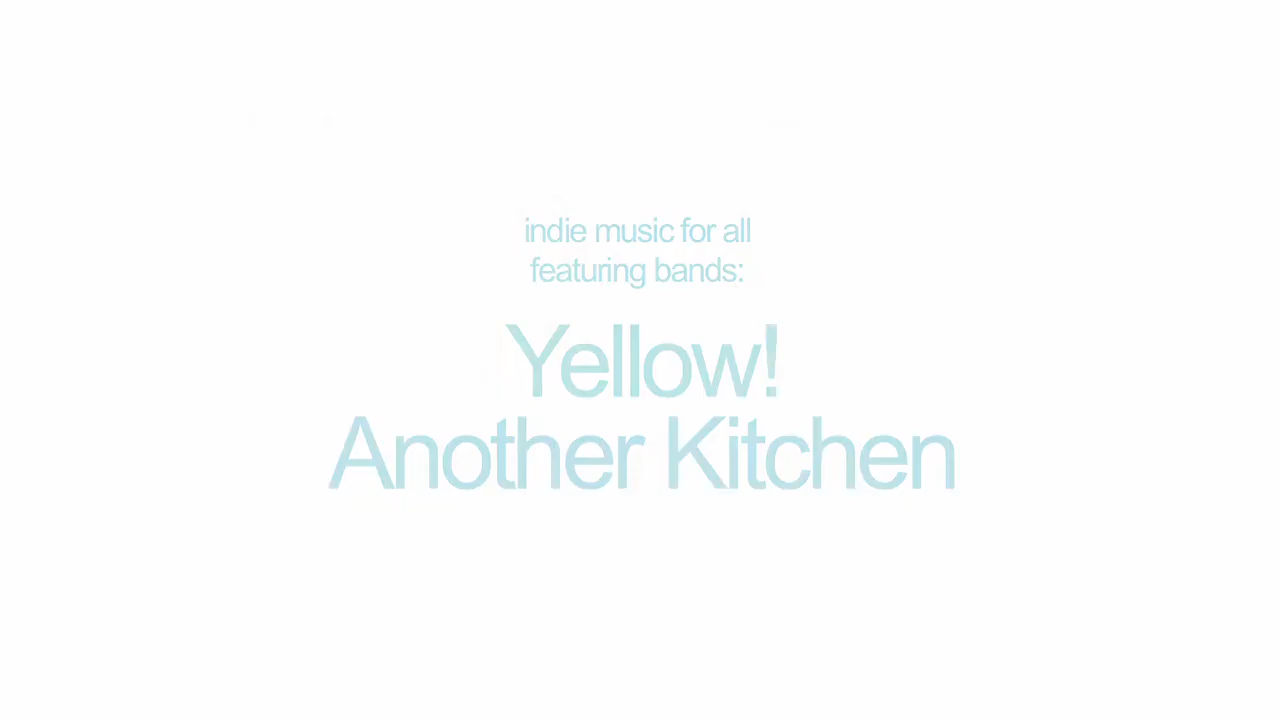 indie music for all
featuring bands:
Yellow!
Another Kitchen